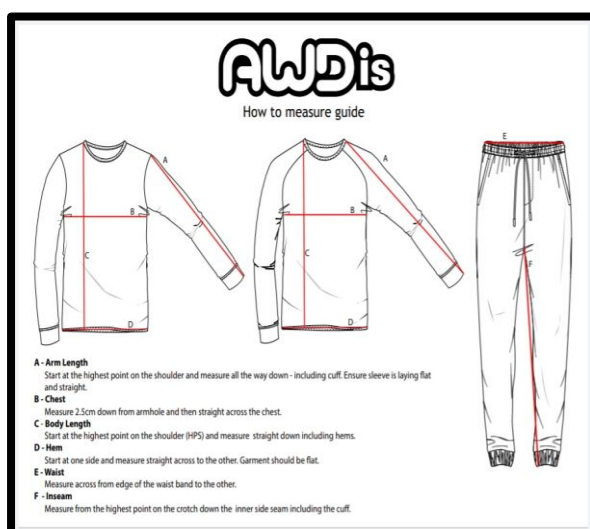 AWDis
How to measure guide
A
B
C
D
A
B
C
D
E
F
A - Arm Length
Start at the highest point on the shoulder and measure all the way down - including cuff. Ensure sleeve is laying flat
and straight.
B - Chest
Measure 2.5cm down from armhole and then straight across the chest.
C - Body Length
Start at the highest point on the shoulder (HPS) and measure straight down including hems.
D - Hem
Start at one side and measure straight across to the other. Garment should be flat.
E - Waist
Measure across from edge of the waist band to the other.
F - Inseam
Measure from the highest point on the crotch down the inner side seam including the cuff.